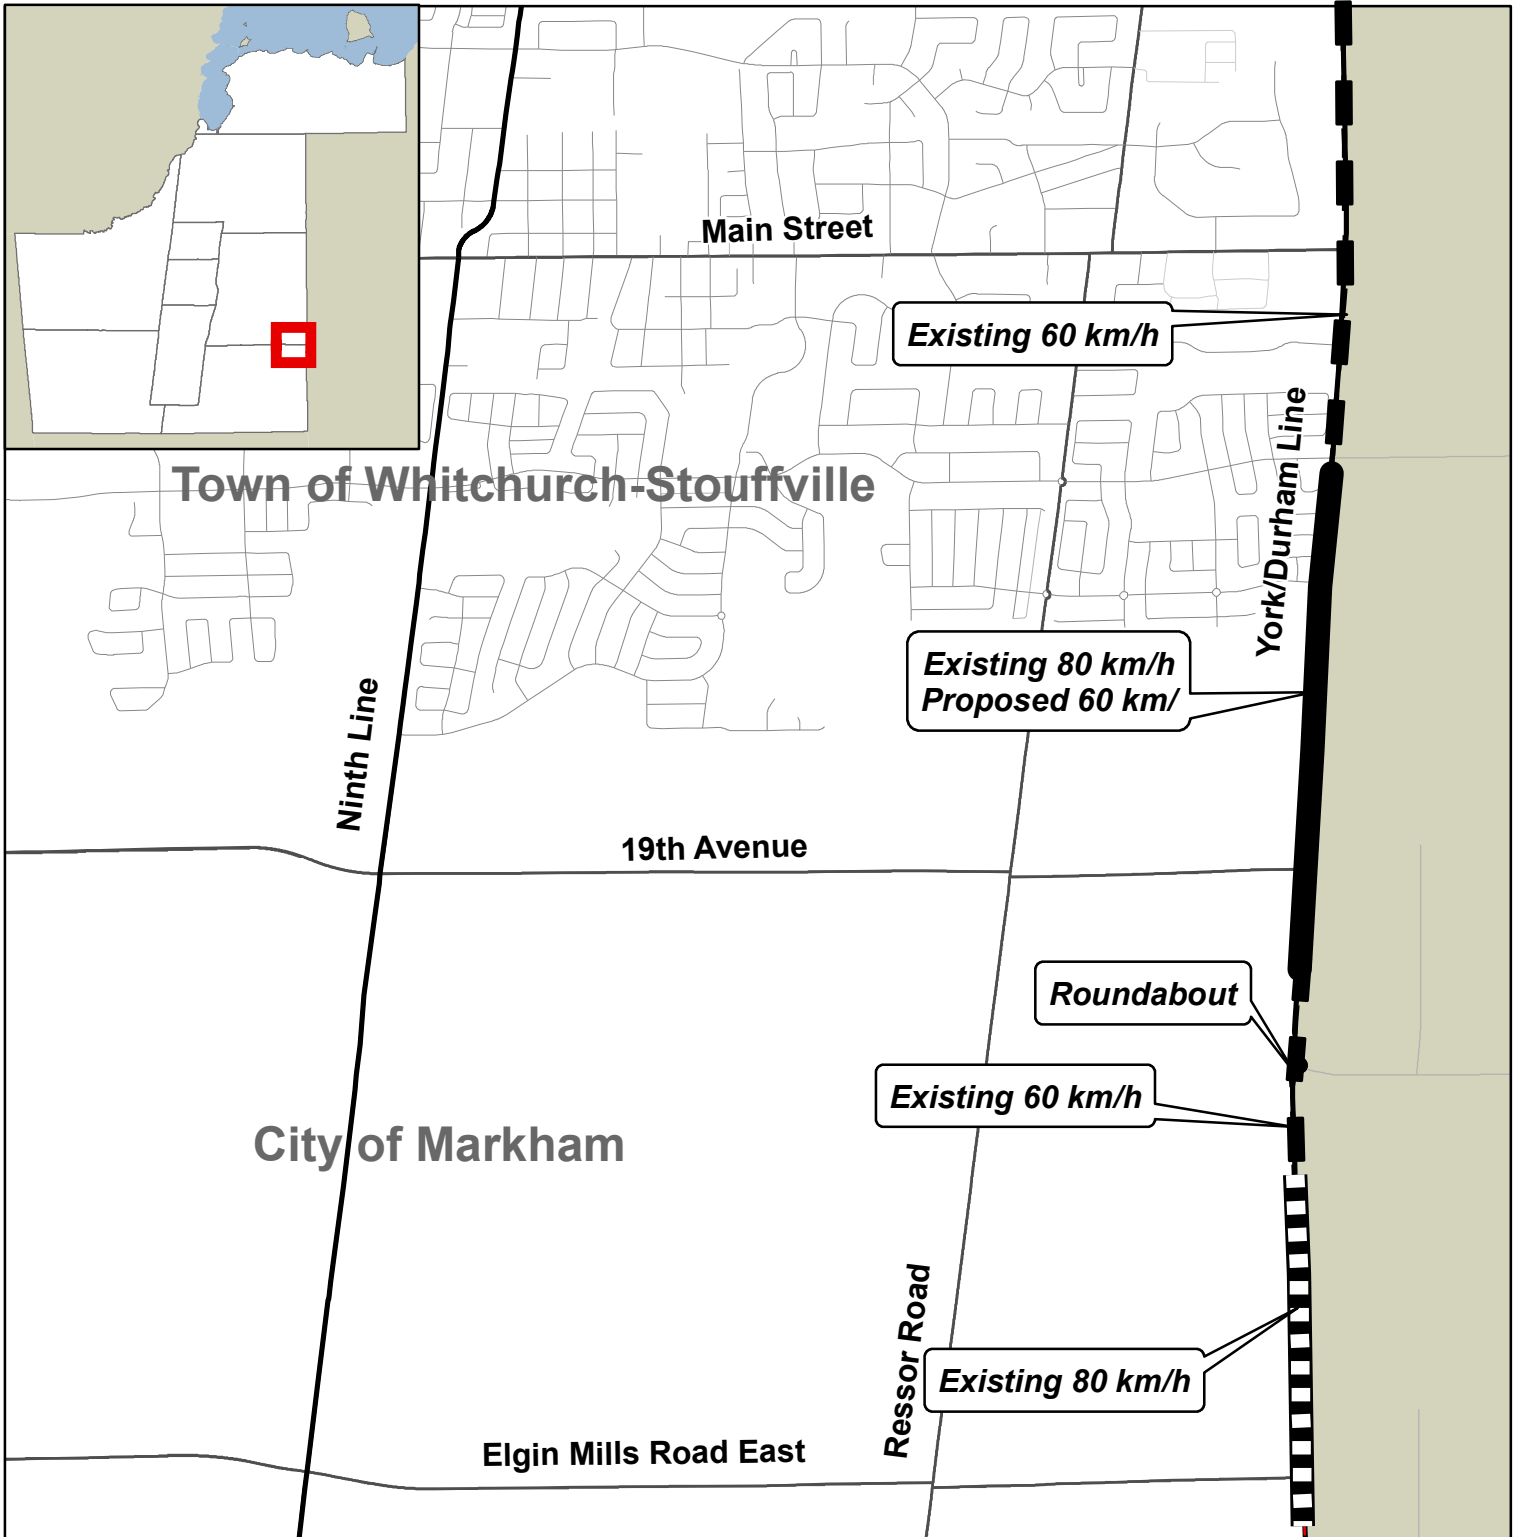 Main Street
Existing 60 km/h
York/Durham Line
Town of Whitchurch-Stouffville
Existing 80 km/h
Proposed 60 km/
Ninth Line
19th Avenue
Roundabout
Existing 60 km/h
City of Markham
Ressor Road
Existing 80 km/h
Elgin Mills Road East